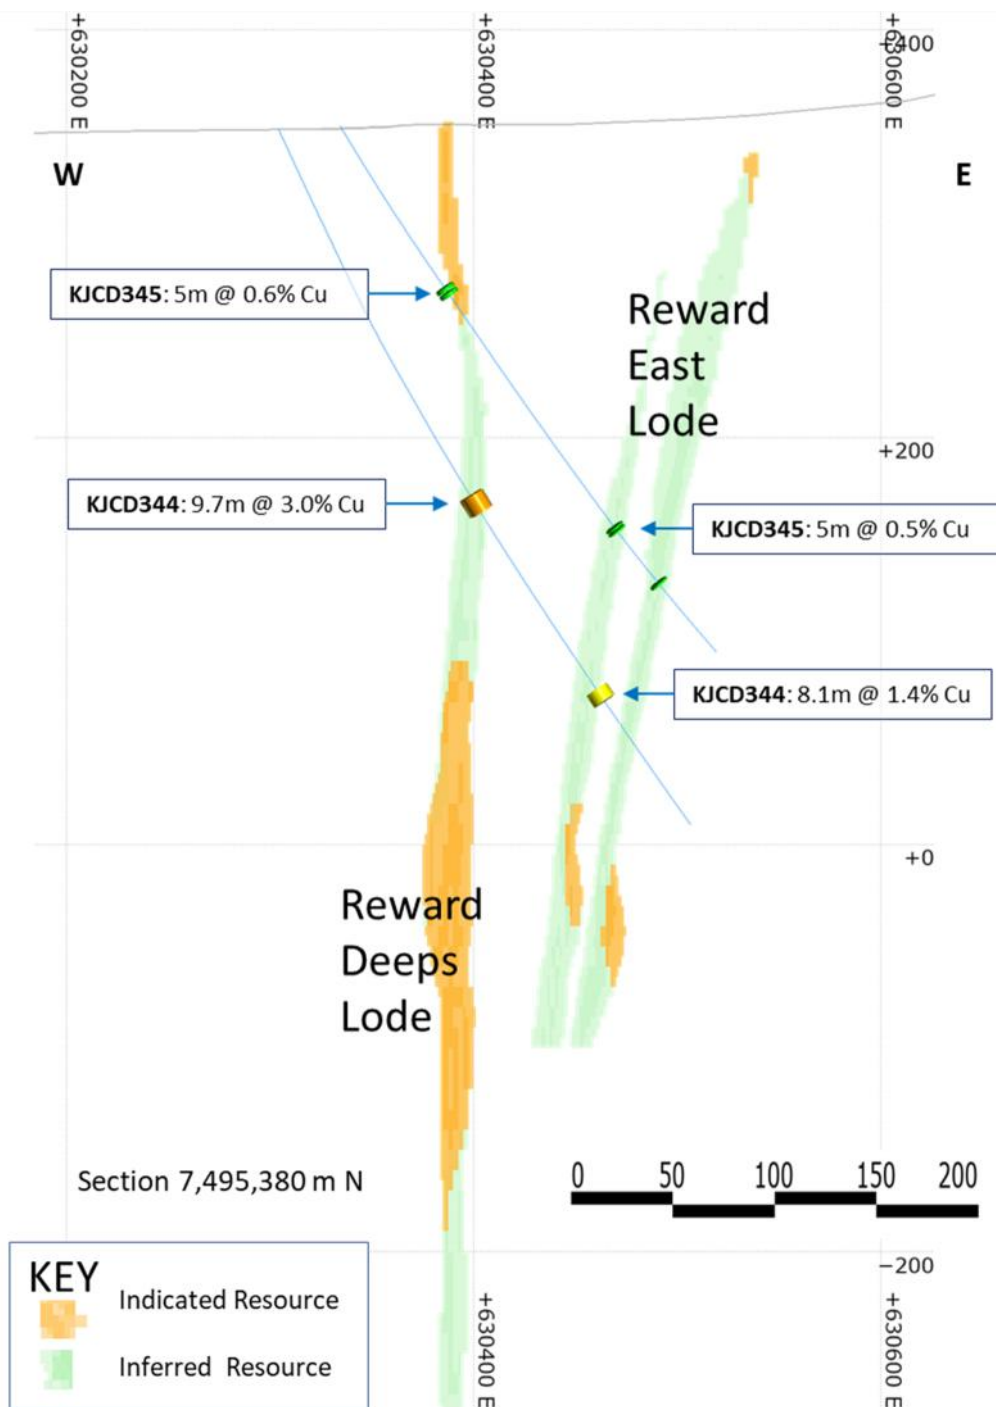 +630200 E
+630400 E
+630600 E
+400
W
E
KJCD345: 5m @ 0.6% Cu
Reward
East
Lode
+200
KJCD344: 9.7m @ 3.0% Cu
KJCD345: 5m @ 0.5% Cu
KJCD344: 8.1m @ 1.4% Cu
+0
Reward
Deeps
Lode
Section 7,495,380 m N
0 50 100 150 200
−200
KEY
Indicated Resource
Inferred Resource
+630400 E
+630600 E